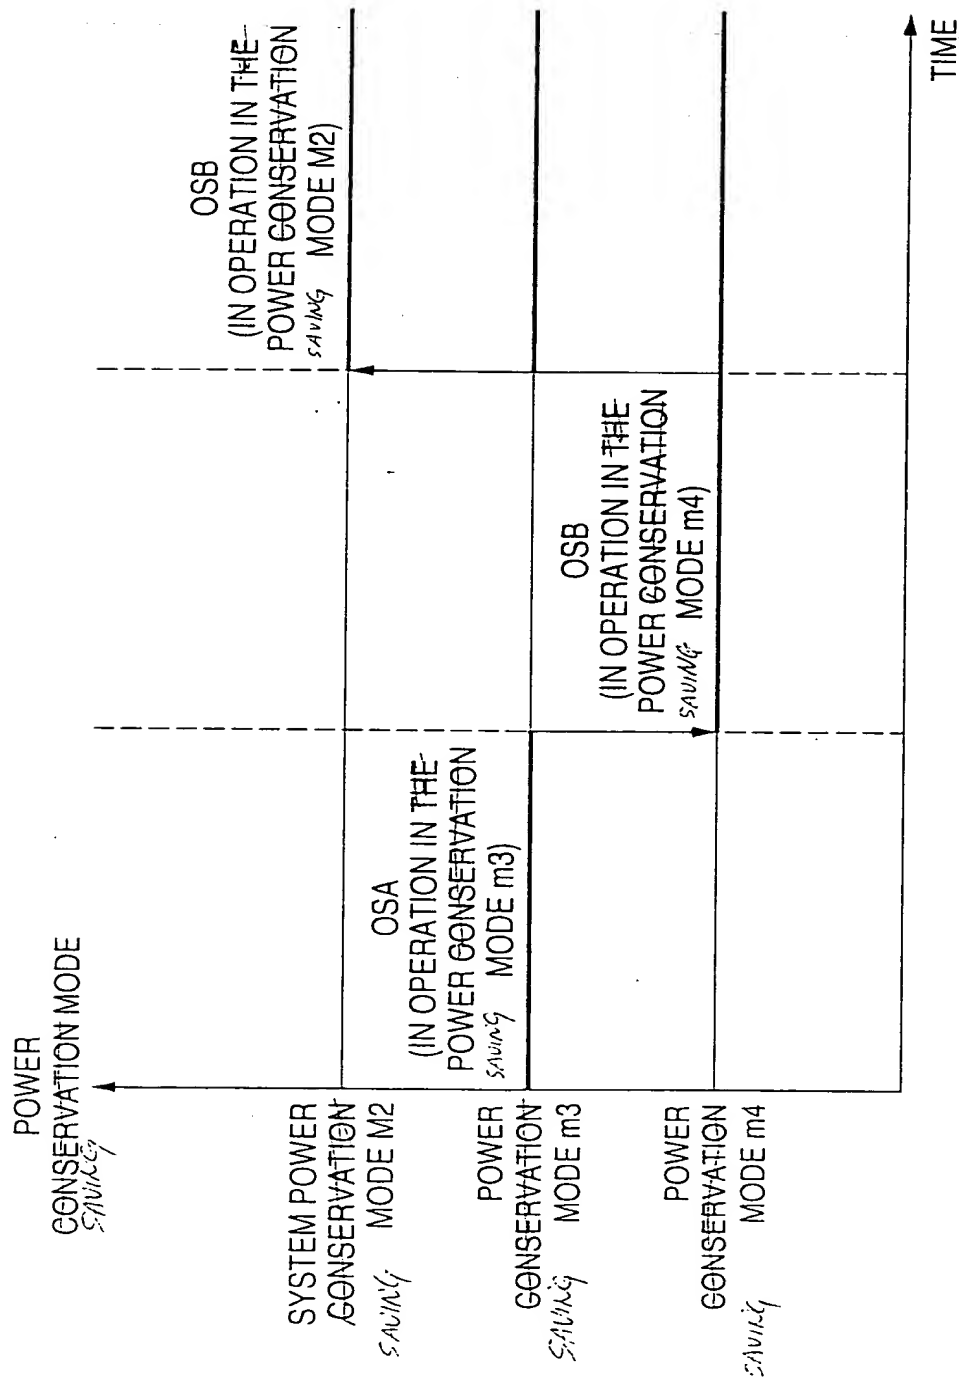 POWER
CONSERVATION MODE
SAVING
SYSTEM POWER
CONSERVATION
SAVING MODE M2
POWER
CONSERVATION
SAVING MODE m3
POWER
CONSERVATION
SAVING MODE m4
OSA
(IN OPERATION IN THE
POWER CONSERVATION
SAVING MODE m3)
OSB
(IN OPERATION IN THE
POWER CONSERVATION
SAVING MODE m4)
OSB
(IN OPERATION IN THE
POWER CONSERVATION
SAVING MODE M2)
TIME